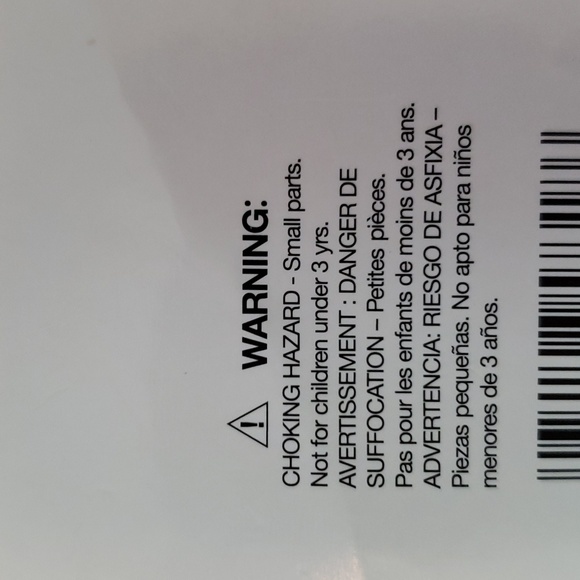 WARNING:
CHOKING HAZARD - Small parts.
Not for children under 3 yrs.
AVERTISSEMENT : DANGER DE
SUFFOCATION – Petites pièces.
Pas pour les enfants de moins de 3 ans.
ADVERTENCIA: RIESGO DE ASFIXIA –
Piezas pequeñas. No apto para niños
menores de 3 años.